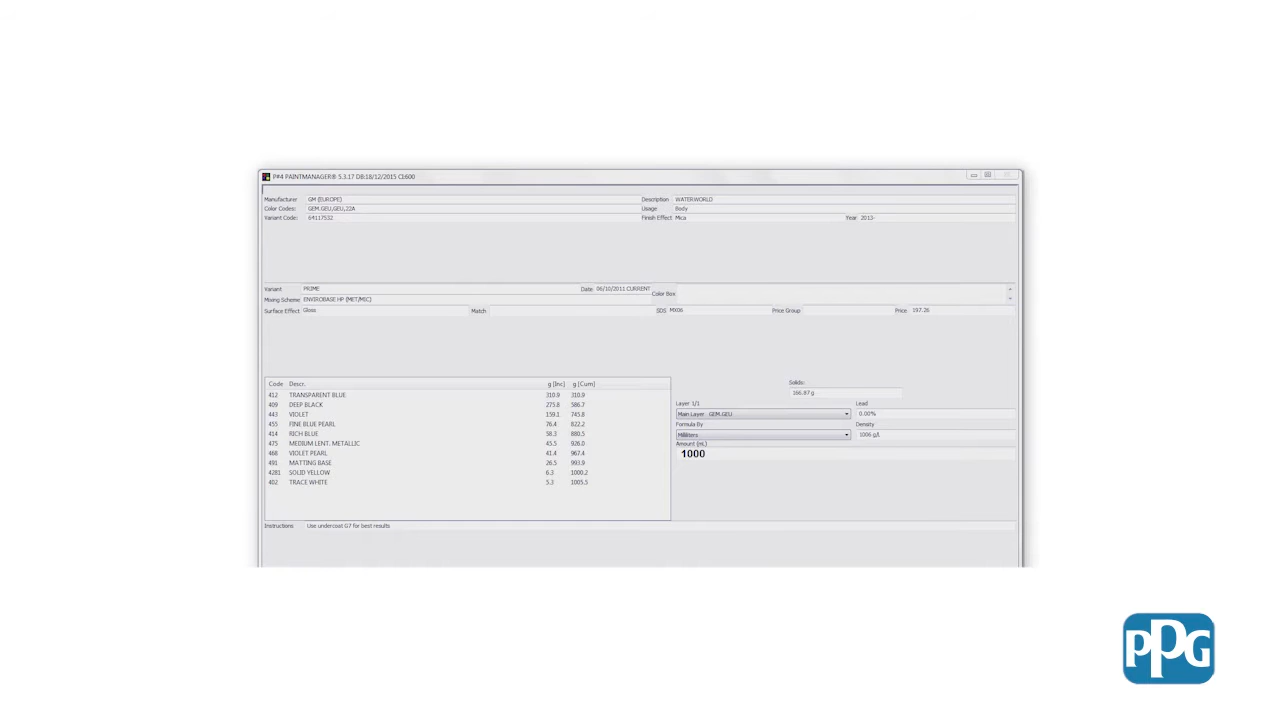 P#4 PAINTMANAGER® 5.3.17 DB:18/12/2015 CI:600
Manufacturer GM (EUROPE) Description WATERWORLD
Color Codes: GEM.GEU,GEU,22A Usage Body
Variant Code: 64117532 Finish Effect Mica Year 2013-
Variant PRIME Date: 06/10/2011 CURRENT Color Box
Mixing Scheme ENVIROBASE HP (MET/MIC)
Surface Effect Gloss Match SDS MX08 Price Group Price 197.26
Code Descr. g [Inc] g [Cum]
412 TRANSPARENT BLUE 310.9 310.9
409 DEEP BLACK 275.8 586.7
443 VIOLET 159.1 745.8
455 FINE BLUE PEARL 76.4 822.2
414 RICH BLUE 58.3 880.5
475 MEDIUM LENT. METALLIC 45.5 926.0
468 VIOLET PEARL 41.4 967.4
491 MATTING BASE 26.5 993.9
4281 SOLID YELLOW 6.3 1000.2
402 TRACE WHITE 5.3 1005.5
Solids:
166.87 g
Layer 1/1 Lead
Main Layer GEM.GEU 0.00%
Formula By Density
Milliliters 1006 g/l
Amount (mL)
1000
Instructions Use undercoat G7 for best results
PPG